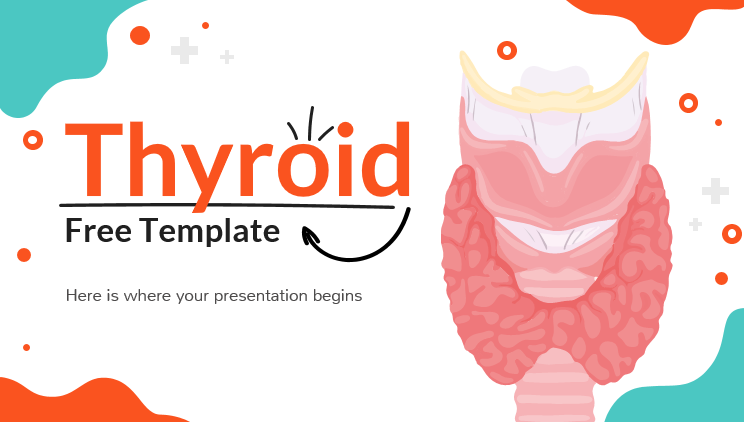 Thyroid
Free Template
Here is where your presentation begins